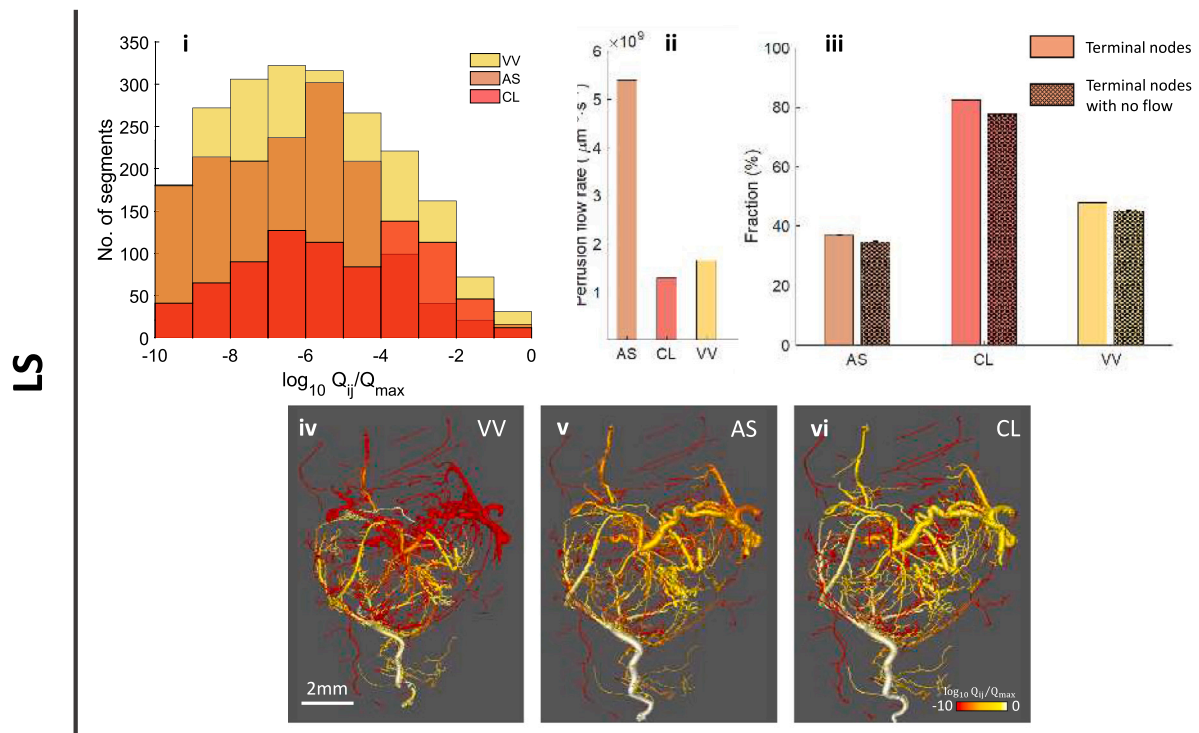 LS
i
350
300
250
200
150
100
50
0
No. of segments
-10
-8
-6
-4
-2
0
log10 Qij/Qmax
VV
AS
CL
ii
×10⁹
6
5
4
3
2
1
flow rate
AS
CL
VV
iii
100
80
60
40
20
0
Fraction (%)
AS
CL
VV
Terminal nodes
Terminal nodes
with no flow
iv
VV
2mm
v
AS
vi
CL
log10 Qij/Qmax
-10
0